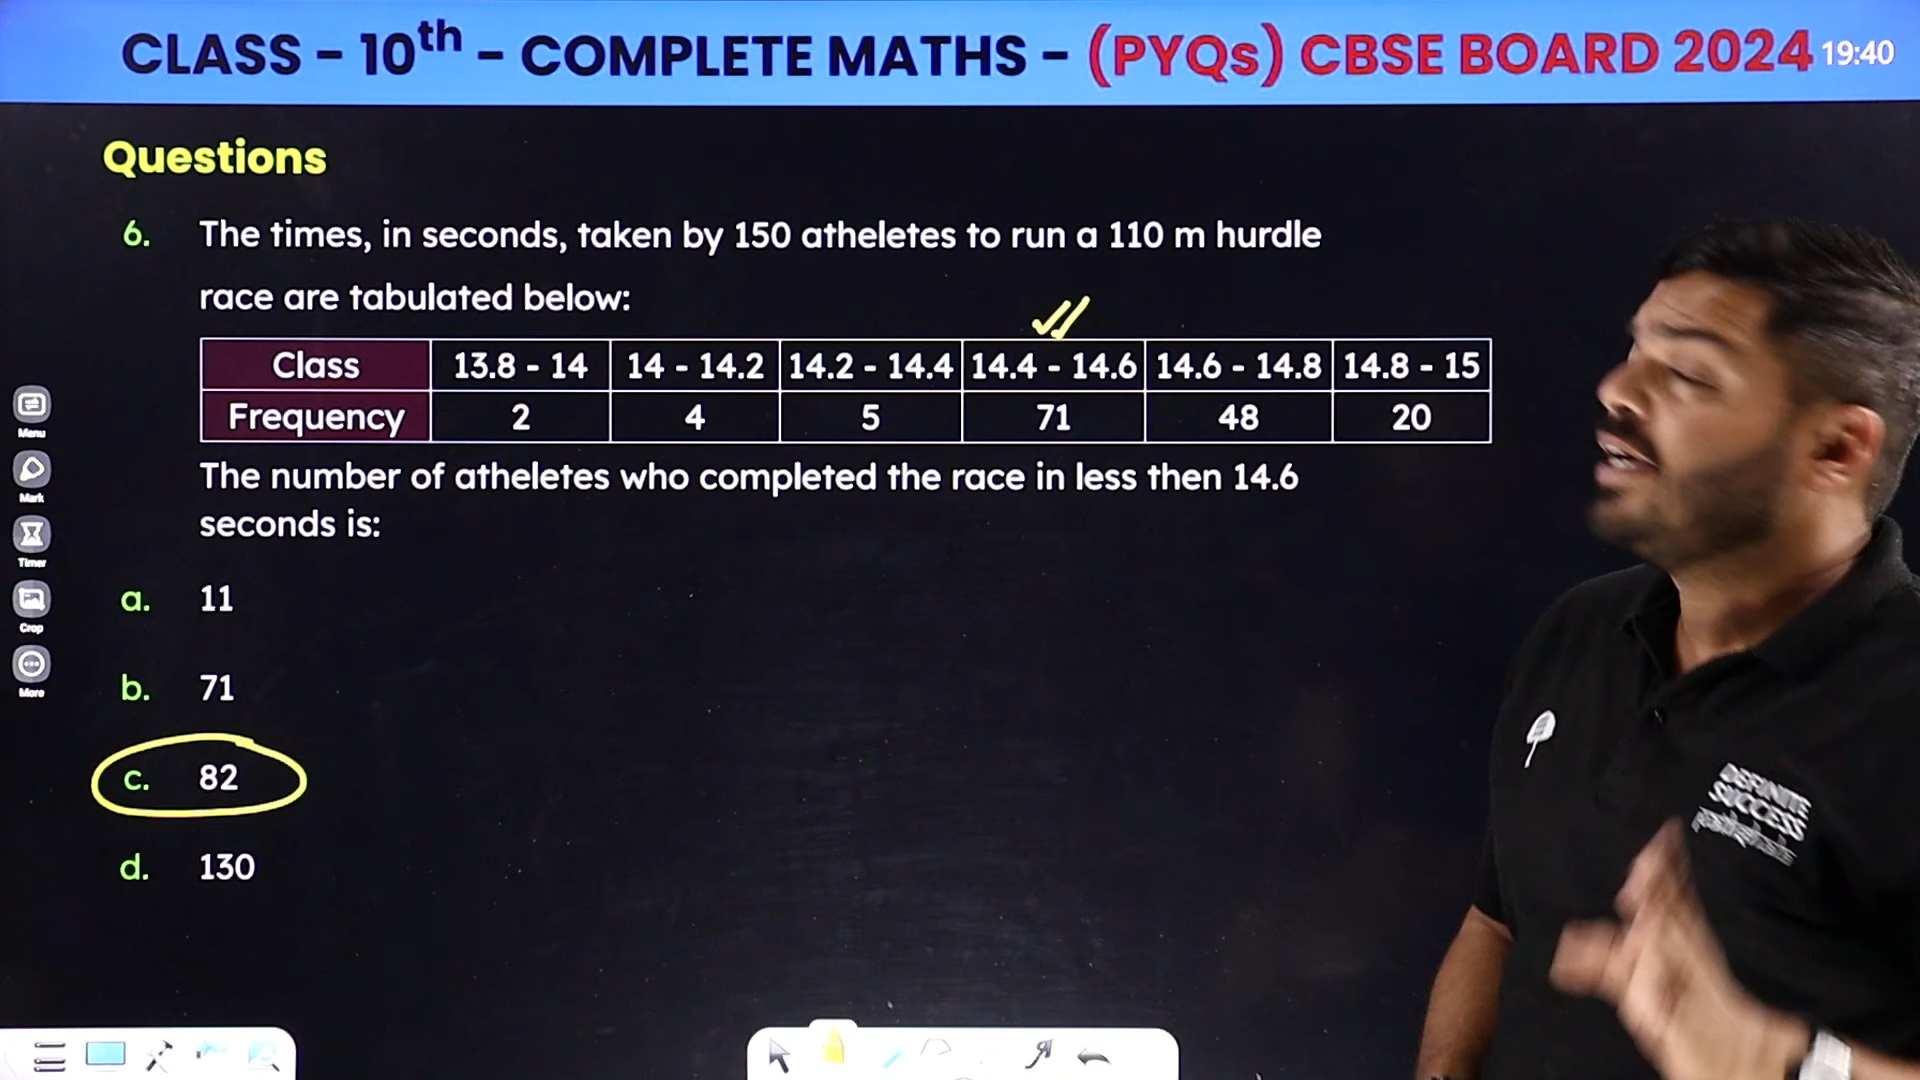 CLASS - 10th - COMPLETE MATHS - (PYQs) CBSE BOARD 2024 19:40
Questions
6. The times, in seconds, taken by 150 atheletes to run a 110 m hurdle
race are tabulated below:
Class 13.8 - 14 14 - 14.2 14.2 - 14.4 14.4 - 14.6 14.6 - 14.8 14.8 - 15
Frequency 2 4 5 71 48 20
The number of atheletes who completed the race in less then 14.6
seconds is:
a. 11
b. 71
c. 82
d. 130
Menu
Mark
Timer
Crop
More
DEFINITE
SUCCESS